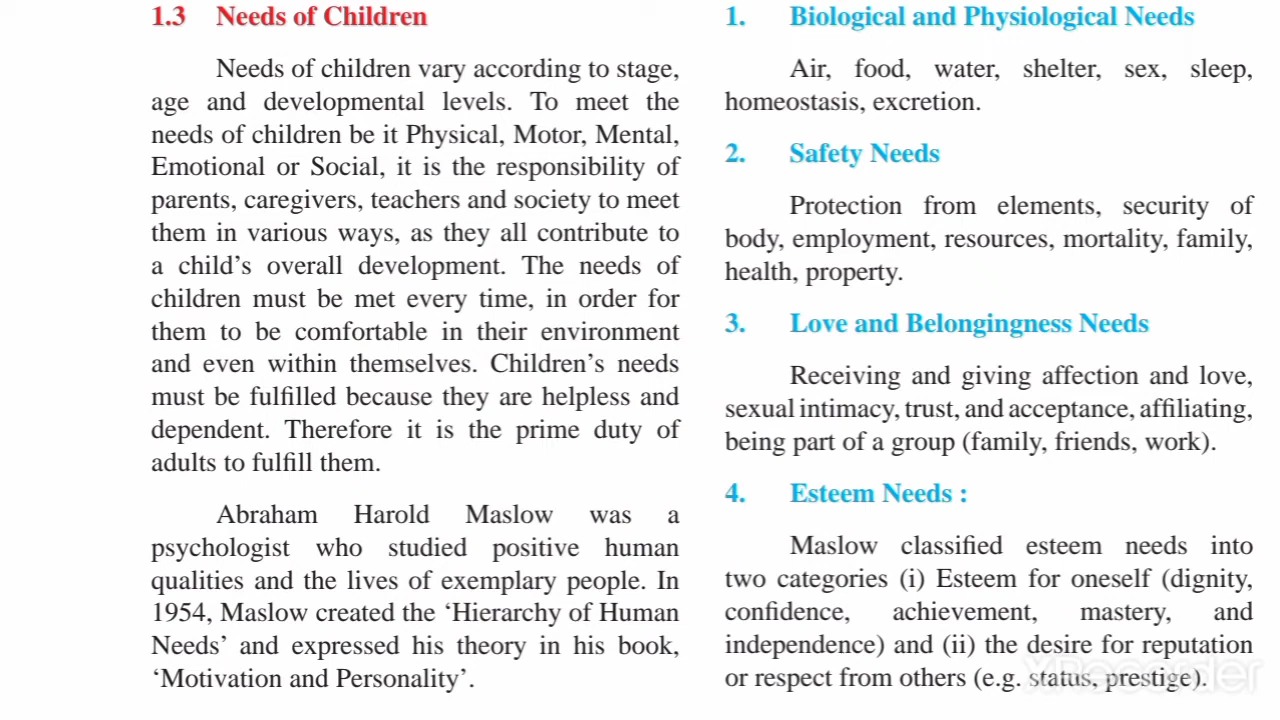 1.3 Needs of Children
Needs of children vary according to stage,
age and developmental levels. To meet the
needs of children be it Physical, Motor, Mental,
Emotional or Social, it is the responsibility of
parents, caregivers, teachers and society to meet
them in various ways, as they all contribute to
a child’s overall development. The needs of
children must be met every time, in order for
them to be comfortable in their environment
and even within themselves. Children’s needs
must be fulfilled because they are helpless and
dependent. Therefore it is the prime duty of
adults to fulfill them.
Abraham Harold Maslow was a
psychologist who studied positive human
qualities and the lives of exemplary people. In
1954, Maslow created the ‘Hierarchy of Human
Needs’ and expressed his theory in his book,
‘Motivation and Personality’.
1. Biological and Physiological Needs
Air, food, water, shelter, sex, sleep,
homeostasis, excretion.
2. Safety Needs
Protection from elements, security of
body, employment, resources, mortality, family,
health, property.
3. Love and Belongingness Needs
Receiving and giving affection and love,
sexual intimacy, trust, and acceptance, affiliating,
being part of a group (family, friends, work).
4. Esteem Needs :
Maslow classified esteem needs into
two categories (i) Esteem for oneself (dignity,
confidence, achievement, mastery, and
independence) and (ii) the desire for reputation
or respect from others (e.g. status, prestige).
XRecorder